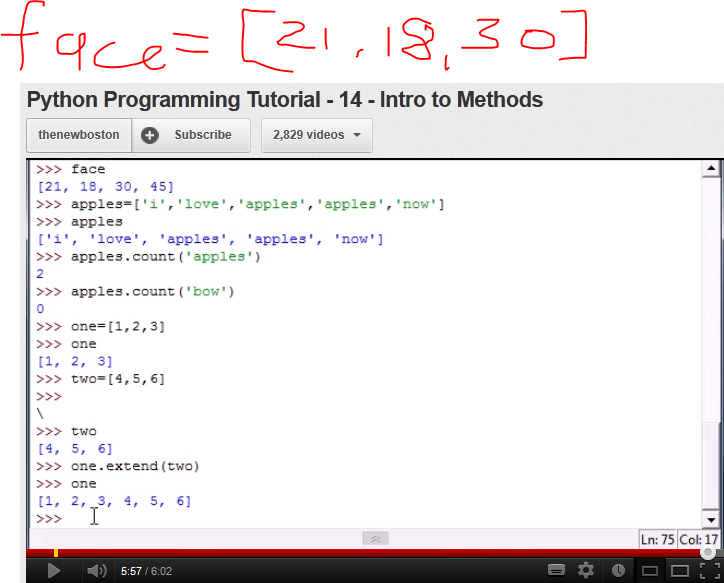 face=[21,18,30]
Python Programming Tutorial - 14 - Intro to Methods
thenewboston + Subscribe 2,829 videos
>>> face
[21, 18, 30, 45]
>>> apples=['i','love','apples','apples','now']
>>> apples
['i', 'love', 'apples', 'apples', 'now']
>>> apples.count('apples')
2
>>> apples.count('bow')
0
>>> one=[1,2,3]
>>> one
[1, 2, 3]
>>> two=[4,5,6]
>>>
\
>>> two
[4, 5, 6]
>>> one.extend(two)
>>> one
[1, 2, 3, 4, 5, 6]
>>>
Ln: 75 Col: 17
5:57 / 6:02